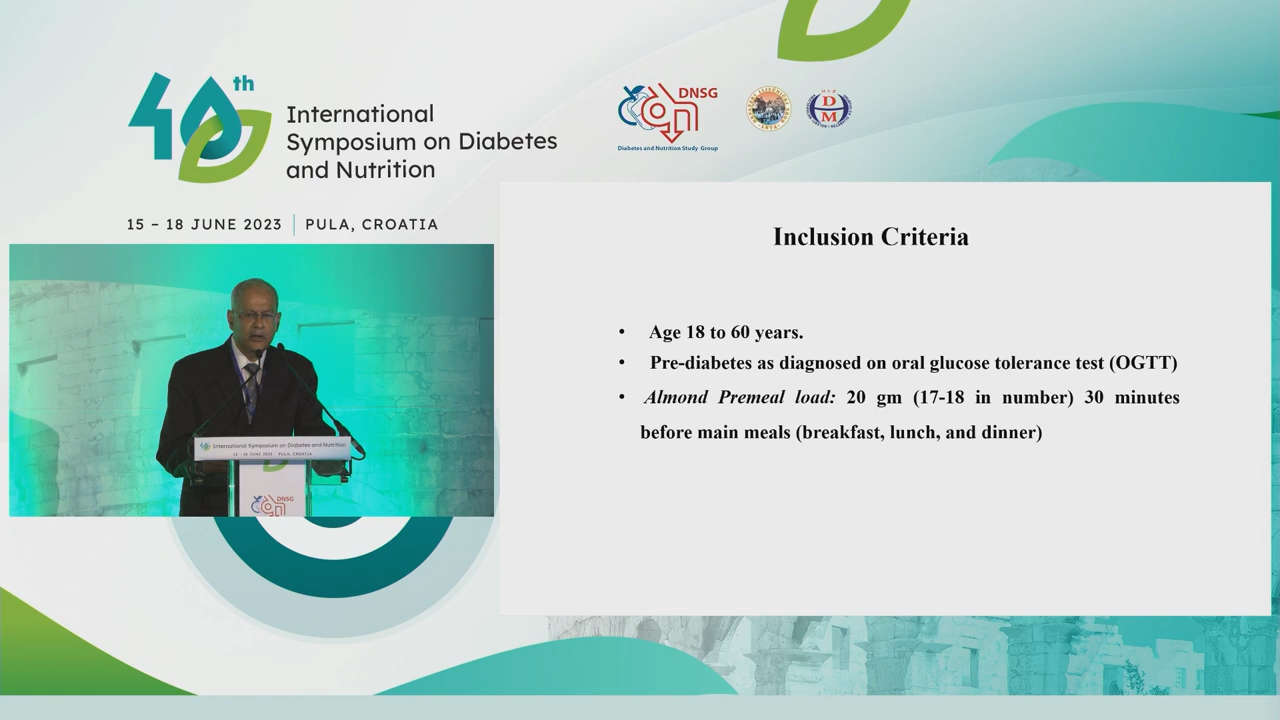 40th
International
Symposium on Diabetes
and Nutrition
15 – 18 JUNE 2023 | PULA, CROATIA
DNSG
Diabetes and Nutrition Study Group
DM
Inclusion Criteria
• Age 18 to 60 years.
• Pre-diabetes as diagnosed on oral glucose tolerance test (OGTT)
• Almond Premeal load: 20 gm (17-18 in number) 30 minutes
before main meals (breakfast, lunch, and dinner)
International Symposium on Diabetes and Nutrition
15 – 18 JUNE 2023 | PULA, CROATIA
DNSG